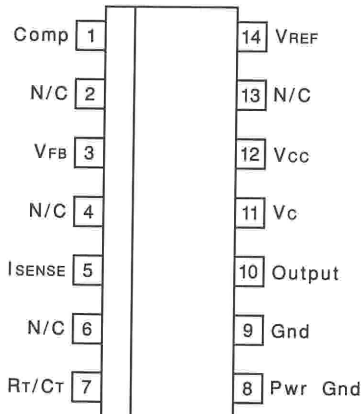 Comp 1 14 VREF
N/C 2 13 N/C
VFB 3 12 Vcc
N/C 4 11 Vc
ISENSE 5 10 Output
N/C 6 9 Gnd
RT/CT 7 8 Pwr Gnd